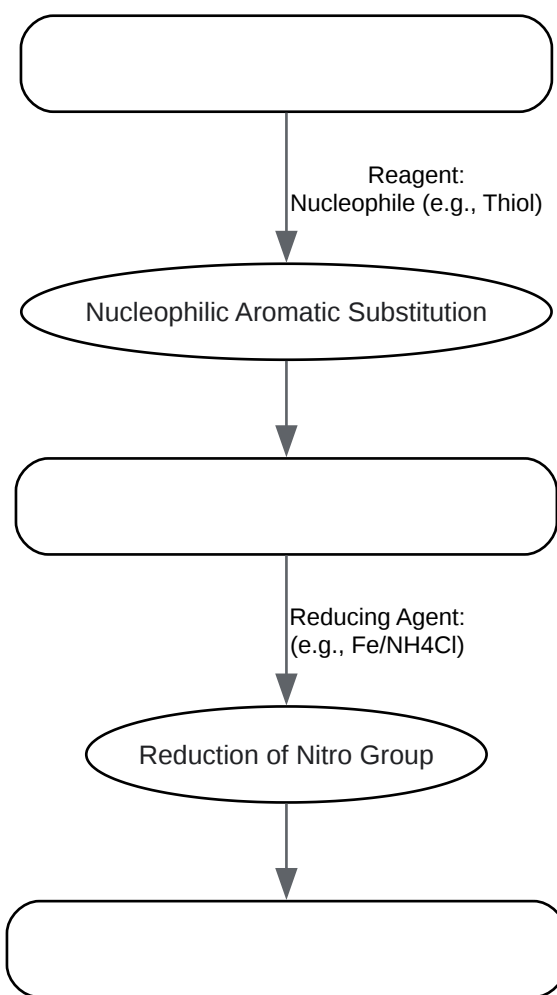 Reagent:
Nucleophile (e.g., Thiol)
Nucleophilic Aromatic Substitution
Reducing Agent:
(e.g., Fe/NH4Cl)
Reduction of Nitro Group